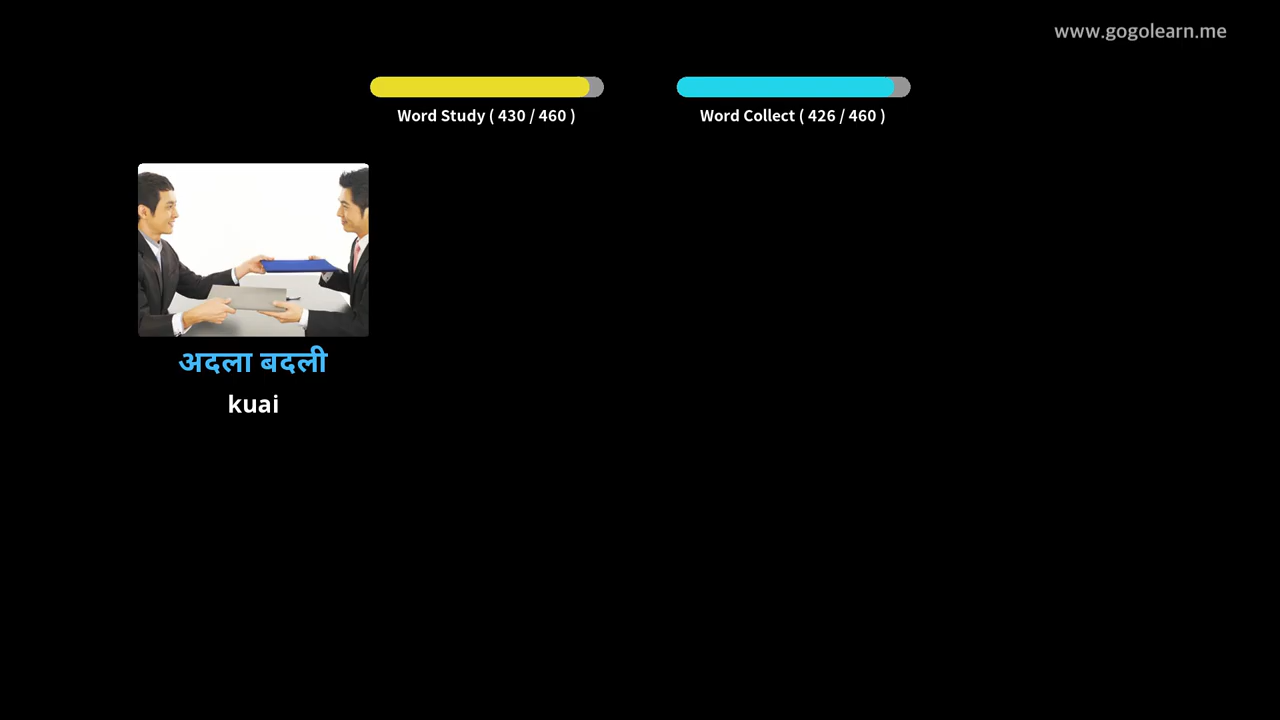 www.gogolearn.me
Word Study ( 430 / 460 )
Word Collect ( 426 / 460 )
अदला बदली
kuai